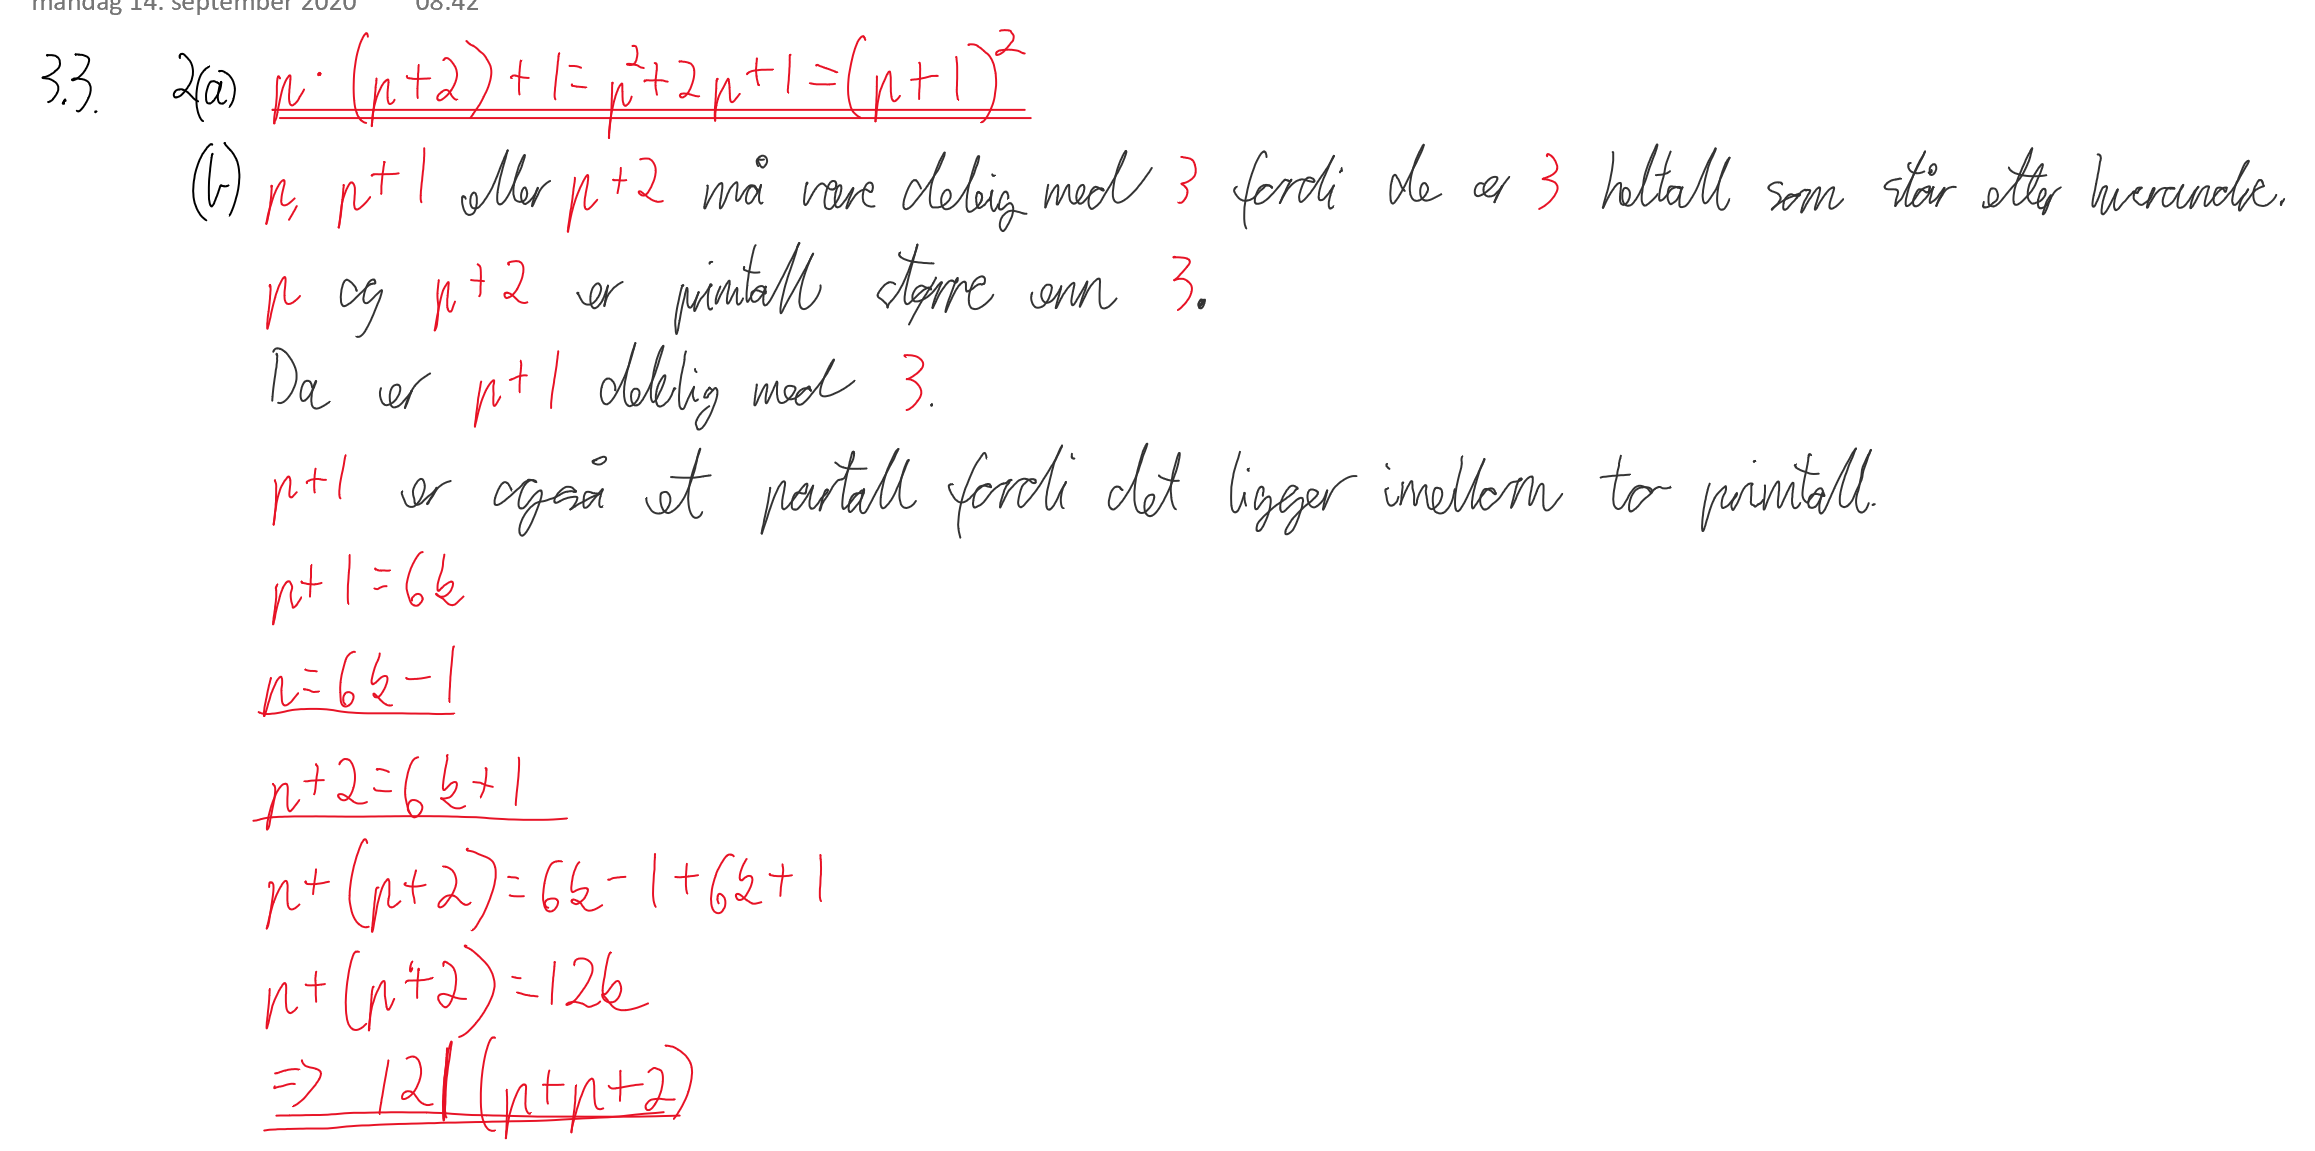 mandag 14. september 2020 08:42
3.3. 2(a) n·(n+2)+1=n²+2n+1=(n+1)²
(b) n, n+1 eller n+2 må være delelig med 3 fordi de er 3 heltall som står etter hverandre.
n og n+2 er primtall større enn 3.
Da er n+1 delelig med 3.
n+1 er også et partall fordi det ligger imellom to primtall.
n+1=6k
n=6k-1
n+2=6k+1
n+(n+2)=6k-1+6k+1
n+(n+2)=12k
=> 12|(n+n+2)